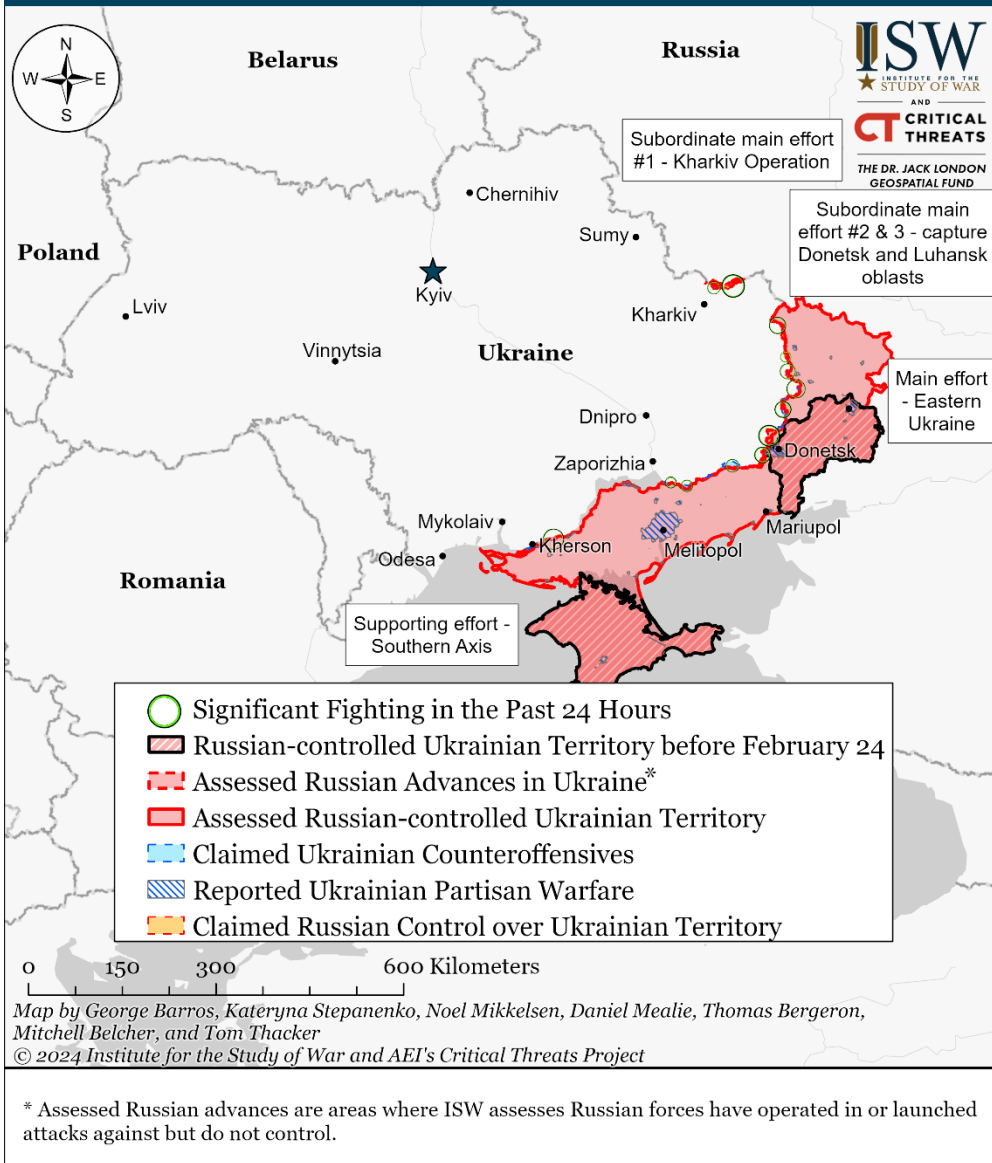 N
W
E
S
Belarus
Russia
ISW
INSTITUTE FOR THE
STUDY OF WAR
AND
CT CRITICAL
THREATS
THE DR. JACK LONDON
GEOSPATIAL FUND
Subordinate main effort
#1 - Kharkiv Operation
Subordinate main
effort #2 & 3 - capture
Donetsk and Luhansk
oblasts
Chernihiv
Sumy
Poland
Kyiv
Lviv
Kharkiv
Vinnytsia
Ukraine
Main effort
- Eastern
Ukraine
Dnipro
Donetsk
Zaporizhia
Mykolaiv
Mariupol
Kherson
Melitopol
Odesa
Romania
Supporting effort -
Southern Axis
Significant Fighting in the Past 24 Hours
Russian-controlled Ukrainian Territory before February 24
Assessed Russian Advances in Ukraine*
Assessed Russian-controlled Ukrainian Territory
Claimed Ukrainian Counteroffensives
Reported Ukrainian Partisan Warfare
Claimed Russian Control over Ukrainian Territory
0 150 300 600 Kilometers
Map by George Barros, Kateryna Stepanenko, Noel Mikkelsen, Daniel Mealie, Thomas Bergeron,
Mitchell Belcher, and Tom Thacker
© 2024 Institute for the Study of War and AEI's Critical Threats Project
* Assessed Russian advances are areas where ISW assesses Russian forces have operated in or launched
attacks against but do not control.